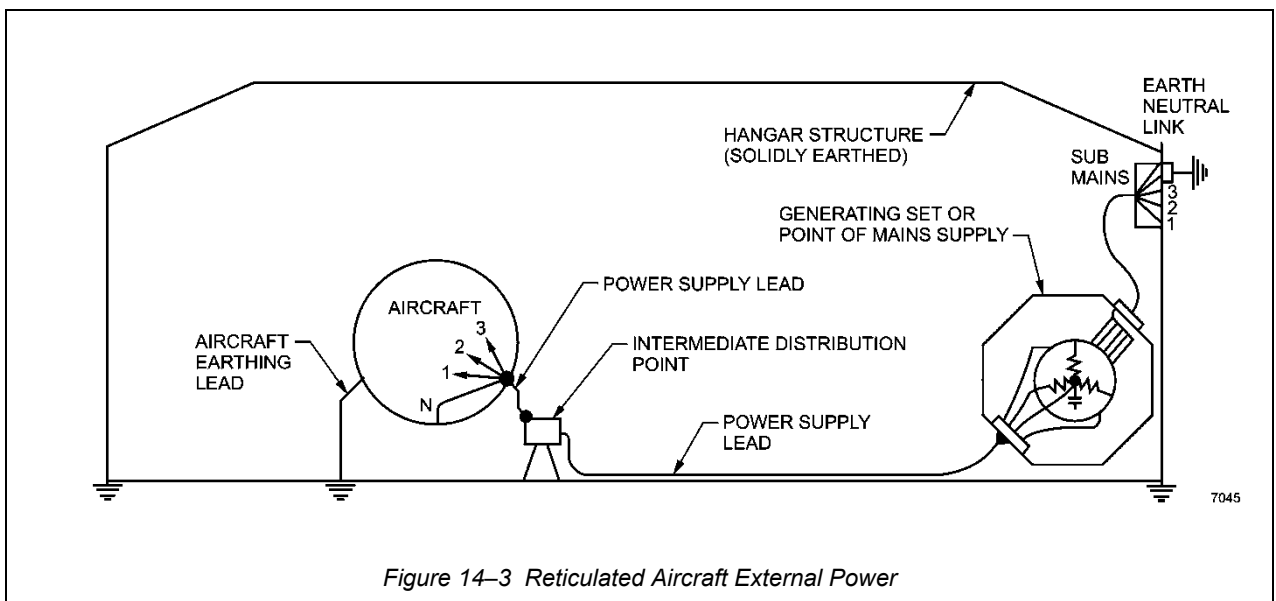 EARTH
NEUTRAL
LINK
HANGAR STRUCTURE
(SOLIDLY EARTHED)
SUB
MAINS
3
2
1
GENERATING SET OR
POINT OF MAINS SUPPLY
POWER SUPPLY LEAD
AIRCRAFT
3
2
1
N
AIRCRAFT
EARTHING
LEAD
INTERMEDIATE DISTRIBUTION
POINT
POWER SUPPLY
LEAD
7045
Figure 14–3 Reticulated Aircraft External Power